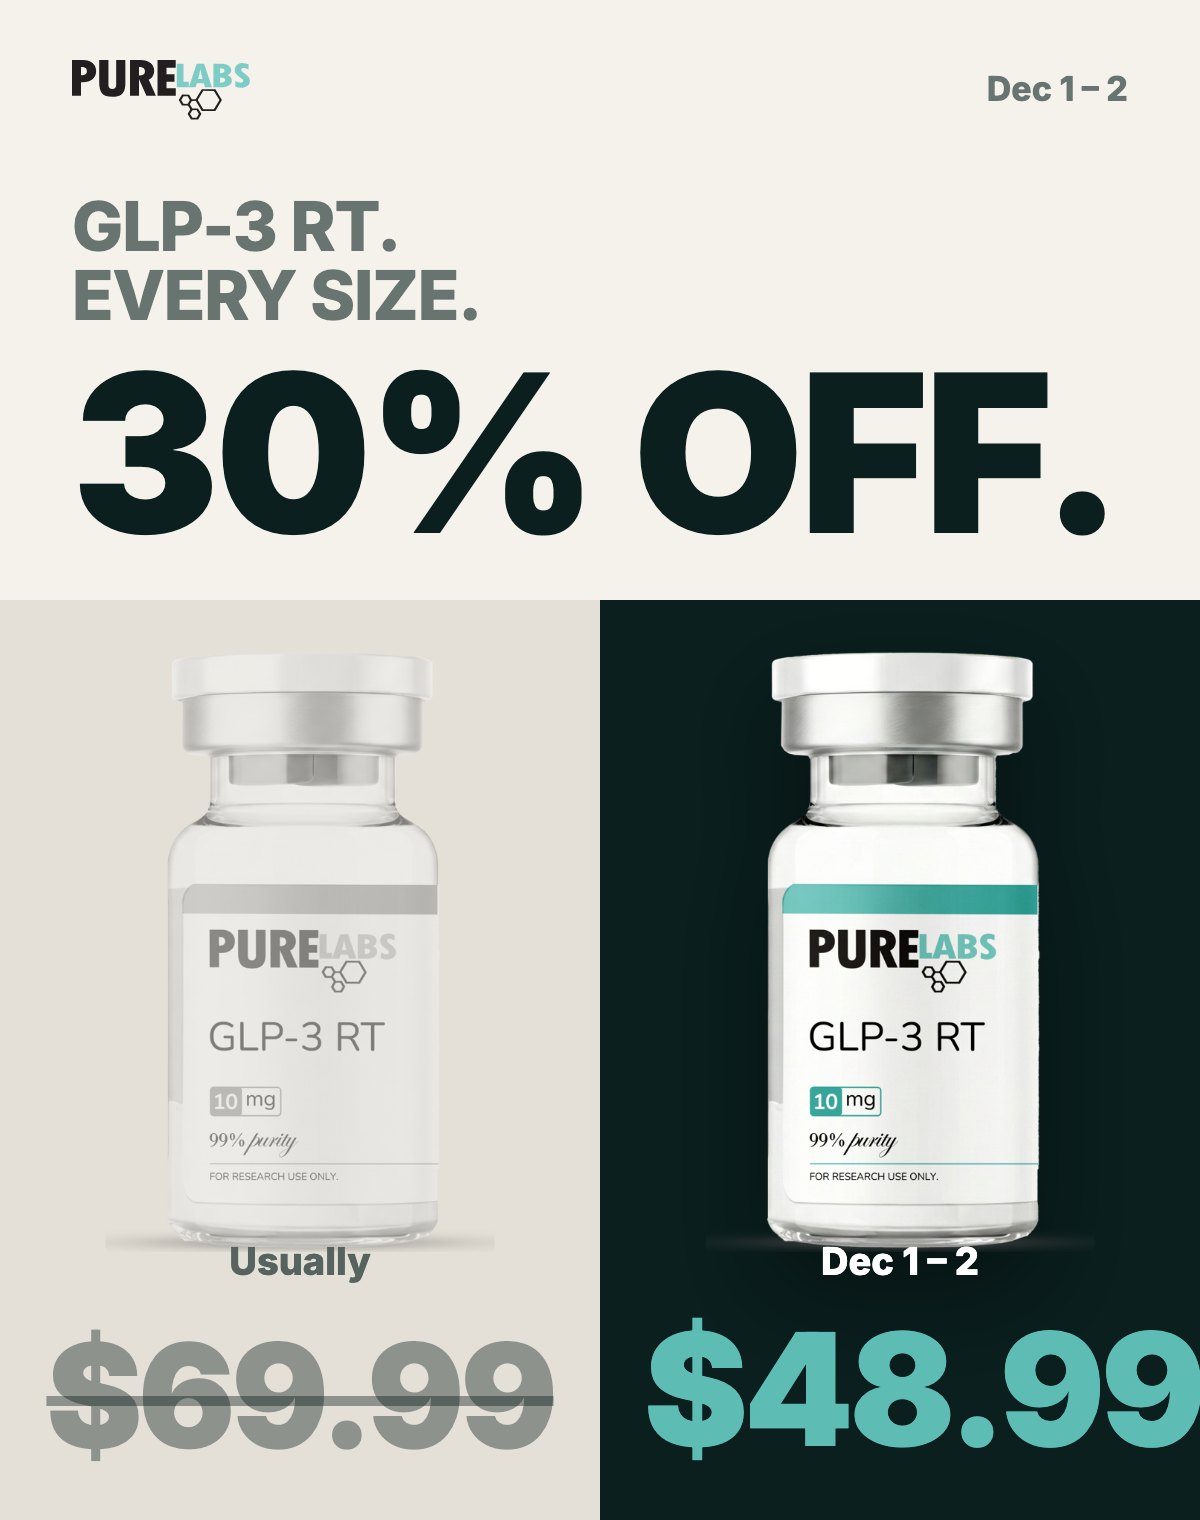 PURELABS
Dec 1 – 2
GLP-3 RT.
EVERY SIZE.
30% OFF.
PURELABS
GLP-3 RT
10 mg
99% purity
FOR RESEARCH USE ONLY.
Usually
$69.99
PURELABS
GLP-3 RT
10 mg
99% purity
FOR RESEARCH USE ONLY.
Dec 1 – 2
$48.99